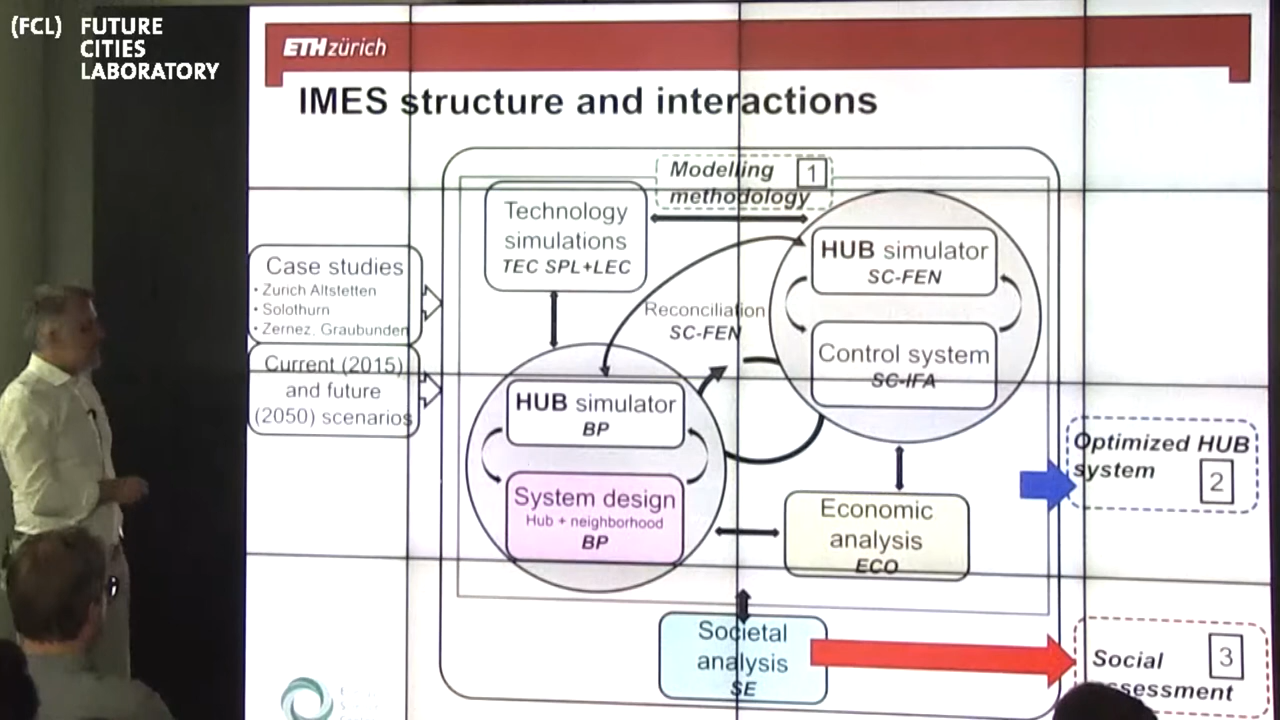 (FCL) FUTURE
CITIES
LABORATORY
ETH zürich
IMES structure and interactions
Modelling 1
methodology
Technology
simulations
TEC SPL+LEC
HUB simulator
SC-FEN
Case studies
• Zurich Altstetten
• Solothurn
• Zernez, Graubunden
Reconciliation
SC-FEN
Control system
SC-IFA
Current (2015)
and future
(2050) scenarios
HUB simulator
BP
Optimized HUB
system 2
System design
Hub + neighborhood
BP
Economic
analysis
ECO
Societal
analysis
SE
Social 3
ssessment